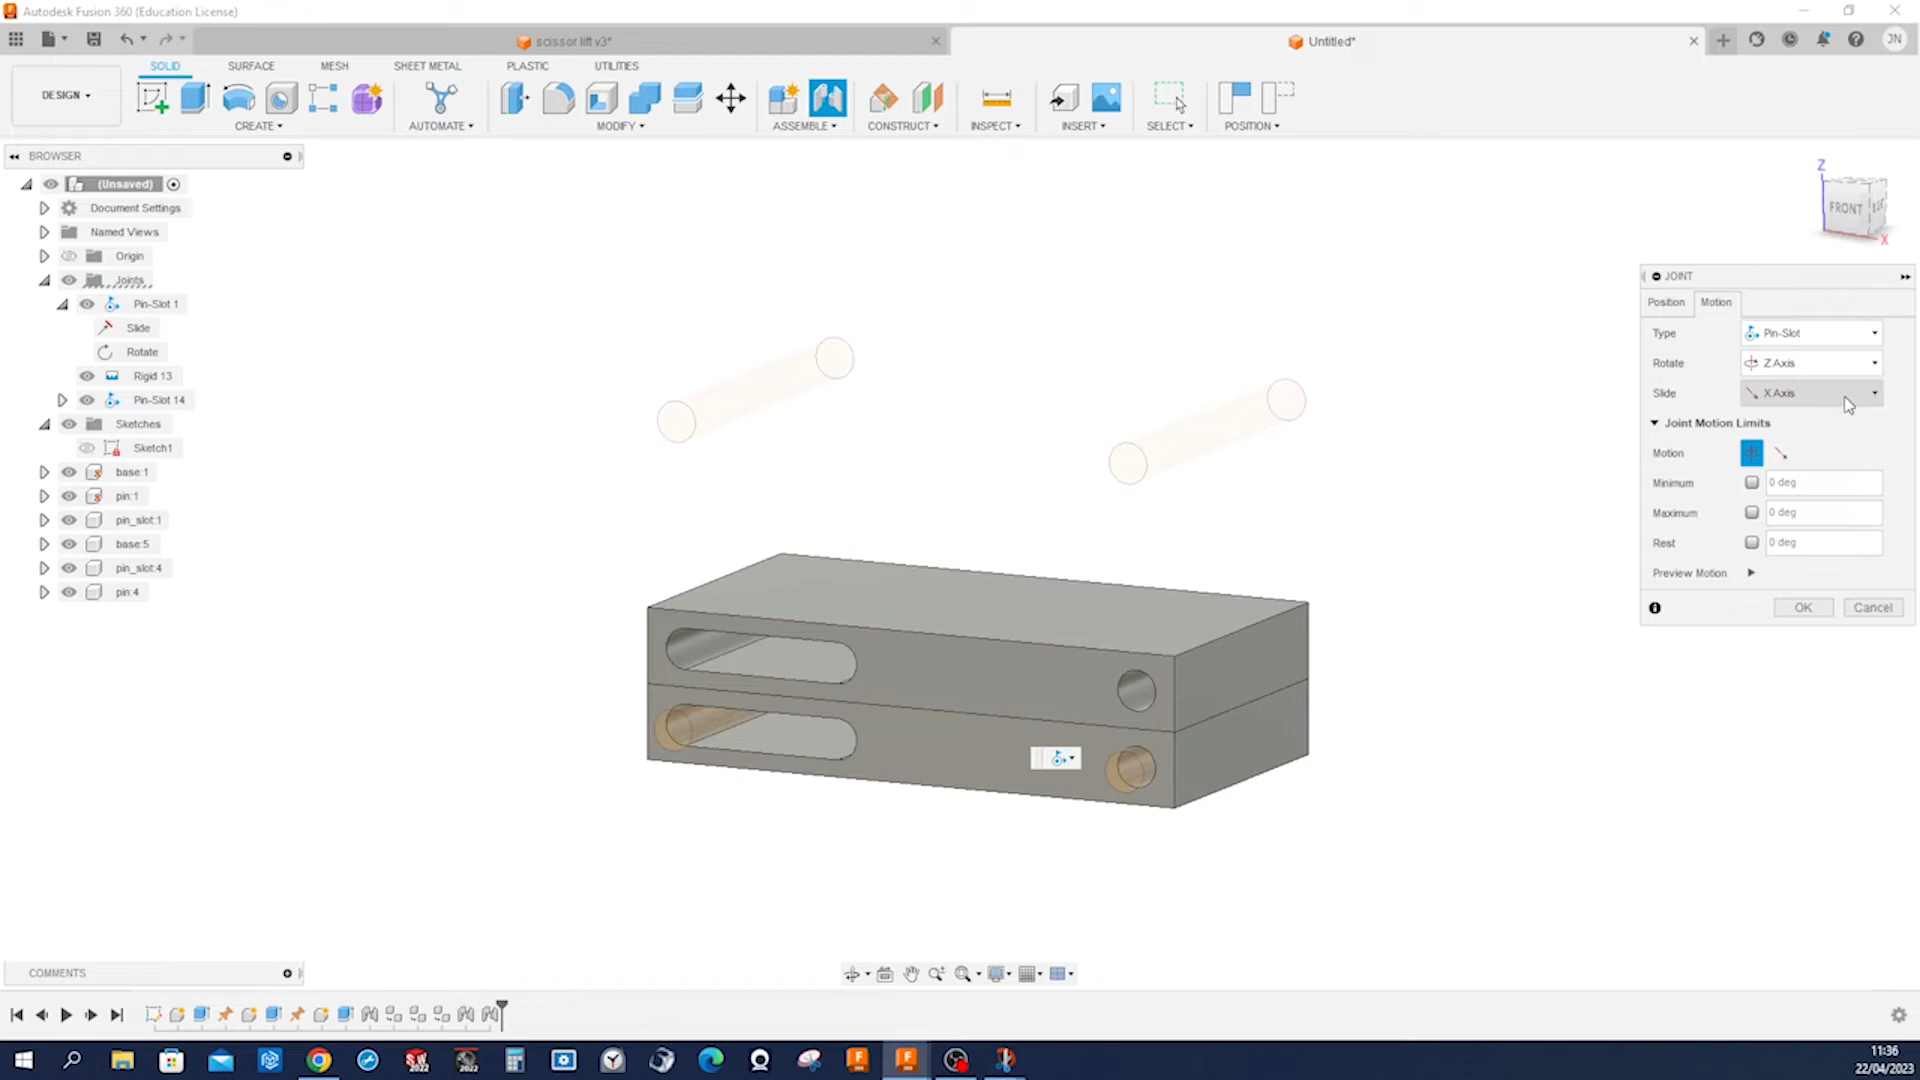 Autodesk Fusion 360 (Education License)
scissor lift v3*
Untitled*
JN
DESIGN
SOLID
SURFACE
MESH
SHEET METAL
PLASTIC
UTILITIES
CREATE
AUTOMATE
MODIFY
ASSEMBLE
CONSTRUCT
INSPECT
INSERT
SELECT
POSITION
BROWSER
(Unsaved)
Document Settings
Named Views
Origin
Joints
Pin-Slot 1
Slide
Rotate
Rigid 13
Pin-Slot 14
Sketches
Sketch1
base:1
pin:1
pin_slot:1
base:5
pin_slot:4
pin:4
Z
FRONT
X
JOINT
Position
Motion
Type
Pin-Slot
Rotate
Z Axis
Slide
X Axis
Joint Motion Limits
Motion
Minimum
0 deg
Maximum
0 deg
Rest
0 deg
Preview Motion
OK
Cancel
COMMENTS
SW
2022
2022
F
F
11:36
22/04/2023